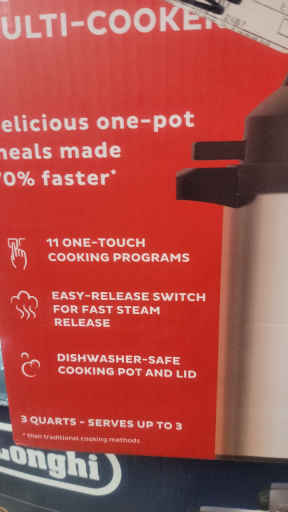 ULTI-COOKER
elicious one-pot
meals made
70% faster*
11 ONE-TOUCH
COOKING PROGRAMS
EASY-RELEASE SWITCH
FOR FAST STEAM
RELEASE
DISHWASHER-SAFE
COOKING POT AND LID
3 QUARTS - SERVES UP TO 3
* than traditional cooking methods
Longhi